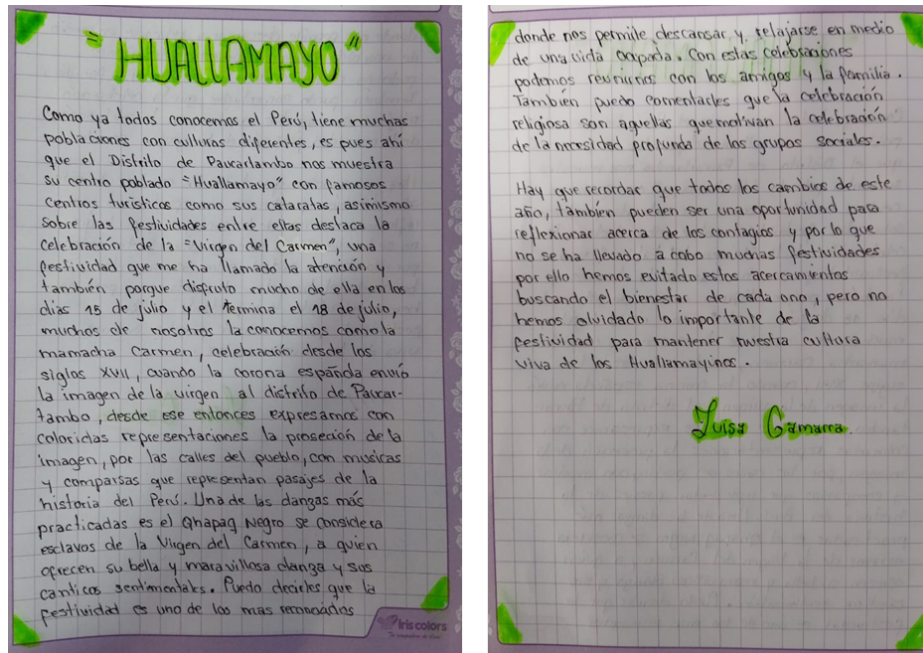 "HUALLAMAYO"
Como ya todos conocemos el Perú, tiene muchas
poblaciones con culturas diferentes, es pues ahí
que el Distrito de Paucartambo nos muestra
su centro poblado "Huallamayo" con famosos
centros turísticos como sus cataratas, asimismo
sobre las festividades entre ellas destaca la
celebración de la "Virgen del Carmen", una
festividad que me ha llamado la atención y
también porque disfruto mucho de ella en los
días 15 de julio y el termina el 18 de julio,
muchos de nosotros la conocemos como la
mamacha Carmen, celebración desde los
siglos XVII, cuando la corona española envió
la imagen de la virgen al distrito de Paucar-
tambo, desde ese entonces expresamos con
coloridas representaciones la proseción de la
imagen, por las calles del pueblo, con musicas
y comparsas que representan pasajes de la
historia del Perú. Una de las danzas más
practicadas es el Qhapaq Negro se considera
esclavos de la Virgen del Carmen, a quien
ofrecen su bella y maravillosa danza y sus
canticos sentimentales. Puedo decirles que la
festividad es uno de los mas reconocidos
Iris colors
donde nos permite descansar y relajarse en medio
de una vida ocupada. Con estas celebraciones
podemos reunirnos con los amigos y la familia.
También puedo comentarles que la celebración
religiosa son aquellas que motivan la celebración
de la necesidad profunda de los grupos sociales.
Hay que recordar que todos los cambios de este
año, también pueden ser una oportunidad para
reflexionar acerca de los contagios y por lo que
no se ha llevado a cabo muchas festividades
por ello hemos evitado estos acercamientos
buscando el bienestar de cada uno, pero no
hemos olvidado lo importante de la
festividad para mantener nuestra cultura
viva de los Huallamayinos.
Luisa Gamarra